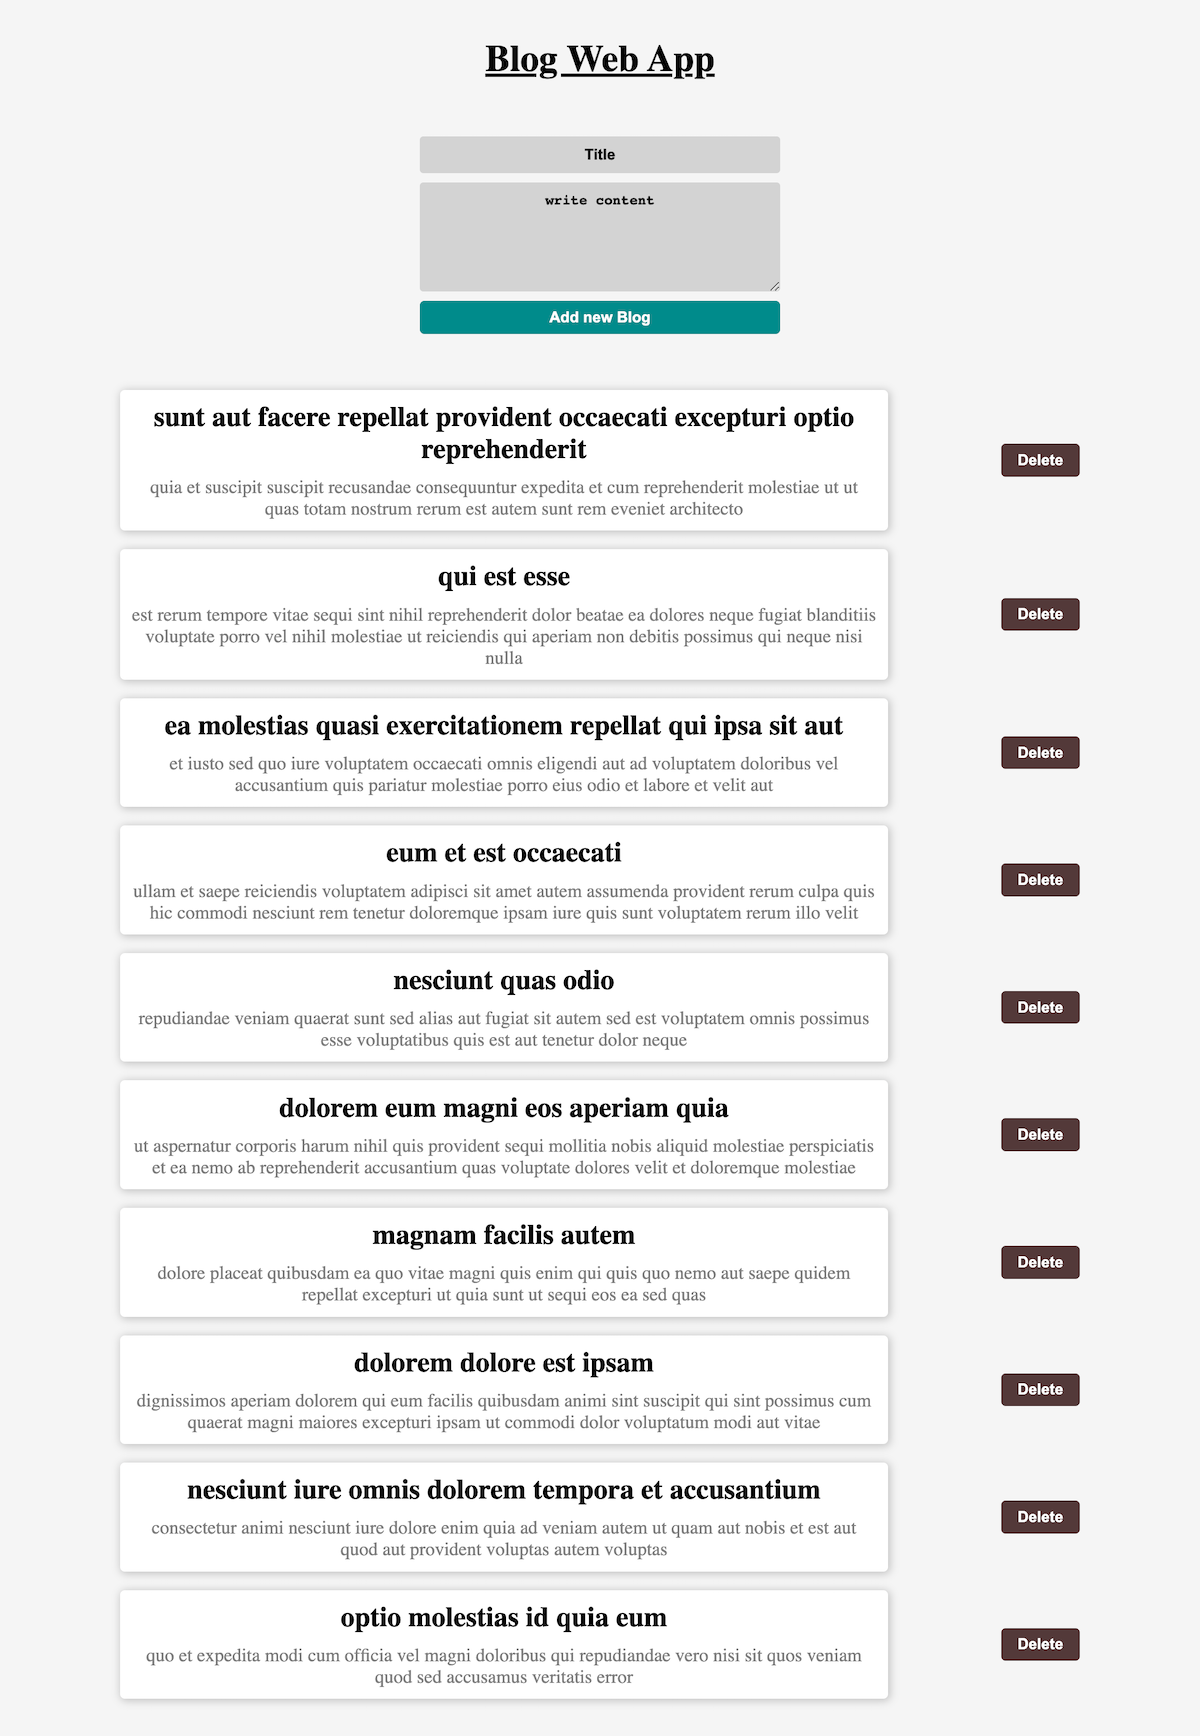 Blog Web App
Title
write content
Add new Blog
sunt aut facere repellat provident occaecati excepturi optio
reprehenderit
quia et suscipit suscipit recusandae consequuntur expedita et cum reprehenderit molestiae ut ut
quas totam nostrum rerum est autem sunt rem eveniet architecto
Delete
qui est esse
est rerum tempore vitae sequi sint nihil reprehenderit dolor beatae ea dolores neque fugiat blanditiis
voluptate porro vel nihil molestiae ut reiciendis qui aperiam non debitis possimus qui neque nisi
nulla
Delete
ea molestias quasi exercitationem repellat qui ipsa sit aut
et iusto sed quo iure voluptatem occaecati omnis eligendi aut ad voluptatem doloribus vel
accusantium quis pariatur molestiae porro eius odio et labore et velit aut
Delete
eum et est occaecati
ullam et saepe reiciendis voluptatem adipisci sit amet autem assumenda provident rerum culpa quis
hic commodi nesciunt rem tenetur doloremque ipsam iure quis sunt voluptatem rerum illo velit
Delete
nesciunt quas odio
repudiandae veniam quaerat sunt sed alias aut fugiat sit autem sed est voluptatem omnis possimus
esse voluptatibus quis est aut tenetur dolor neque
Delete
dolorem eum magni eos aperiam quia
ut aspernatur corporis harum nihil quis provident sequi mollitia nobis aliquid molestiae perspiciatis
et ea nemo ab reprehenderit accusantium quas voluptate dolores velit et doloremque molestiae
Delete
magnam facilis autem
dolore placeat quibusdam ea quo vitae magni quis enim qui quis quo nemo aut saepe quidem
repellat excepturi ut quia sunt ut sequi eos ea sed quas
Delete
dolorem dolore est ipsam
dignissimos aperiam dolorem qui eum facilis quibusdam animi sint suscipit qui sint possimus cum
quaerat magni maiores excepturi ipsam ut commodi dolor voluptatum modi aut vitae
Delete
nesciunt iure omnis dolorem tempora et accusantium
consectetur animi nesciunt iure dolore enim quia ad veniam autem ut quam aut nobis et est aut
quod aut provident voluptas autem voluptas
Delete
optio molestias id quia eum
quo et expedita modi cum officia vel magni doloribus qui repudiandae vero nisi sit quos veniam
quod sed accusamus veritatis error
Delete